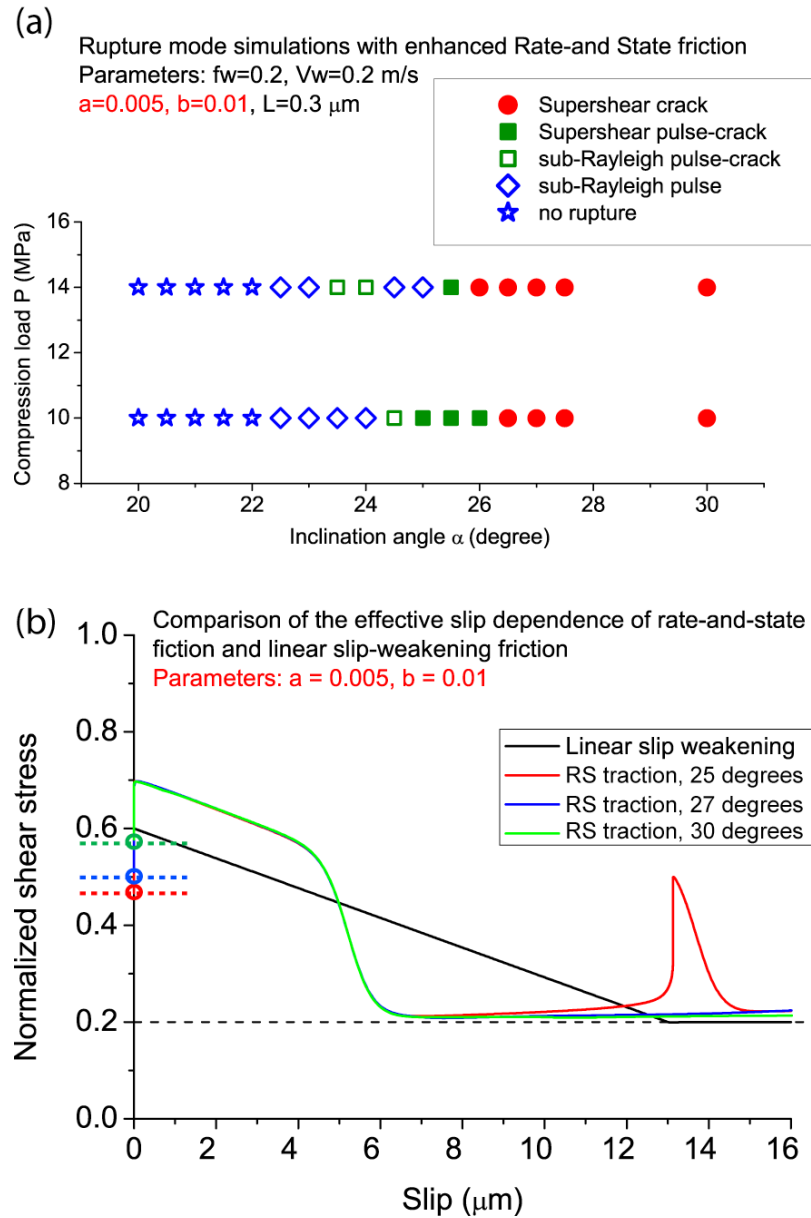 (a)
Rupture mode simulations with enhanced Rate-and State friction
Parameters: fw=0.2, Vw=0.2 m/s
a=0.005, b=0.01, L=0.3 μm
Supershear crack
Supershear pulse-crack
sub-Rayleigh pulse-crack
sub-Rayleigh pulse
no rupture
Compression load P (MPa)
16
14
12
10
8
20 22 24 26 28 30
Inclination angle α (degree)
(b)
Comparison of the effective slip dependence of rate-and-state
fiction and linear slip-weakening friction
Parameters: a = 0.005, b = 0.01
Linear slip weakening
RS traction, 25 degrees
RS traction, 27 degrees
RS traction, 30 degrees
Normalized shear stress
1.0
0.8
0.6
0.4
0.2
0.0
0 2 4 6 8 10 12 14 16
Slip (μm)